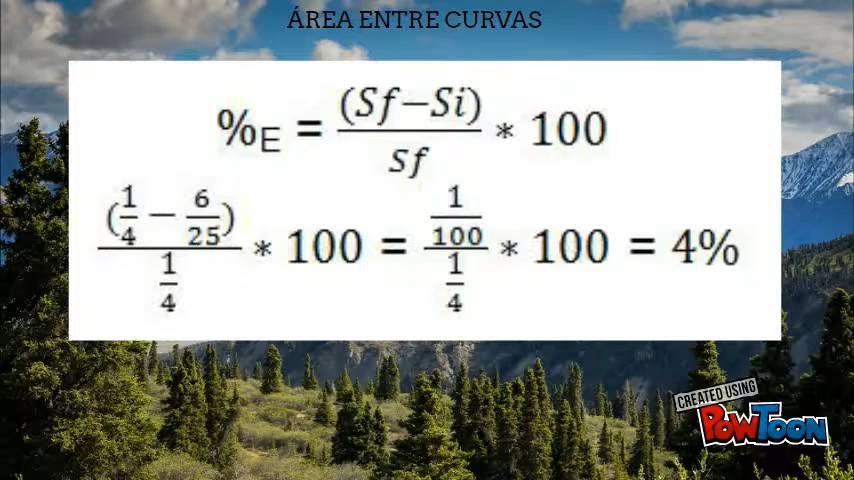 ÁREA ENTRE CURVAS
%E = (Sf−Si)/Sf * 100
(1/4 − 6/25)/(1/4) * 100 = (1/100)/(1/4) * 100 = 4%
CREATED USING
POWTOON